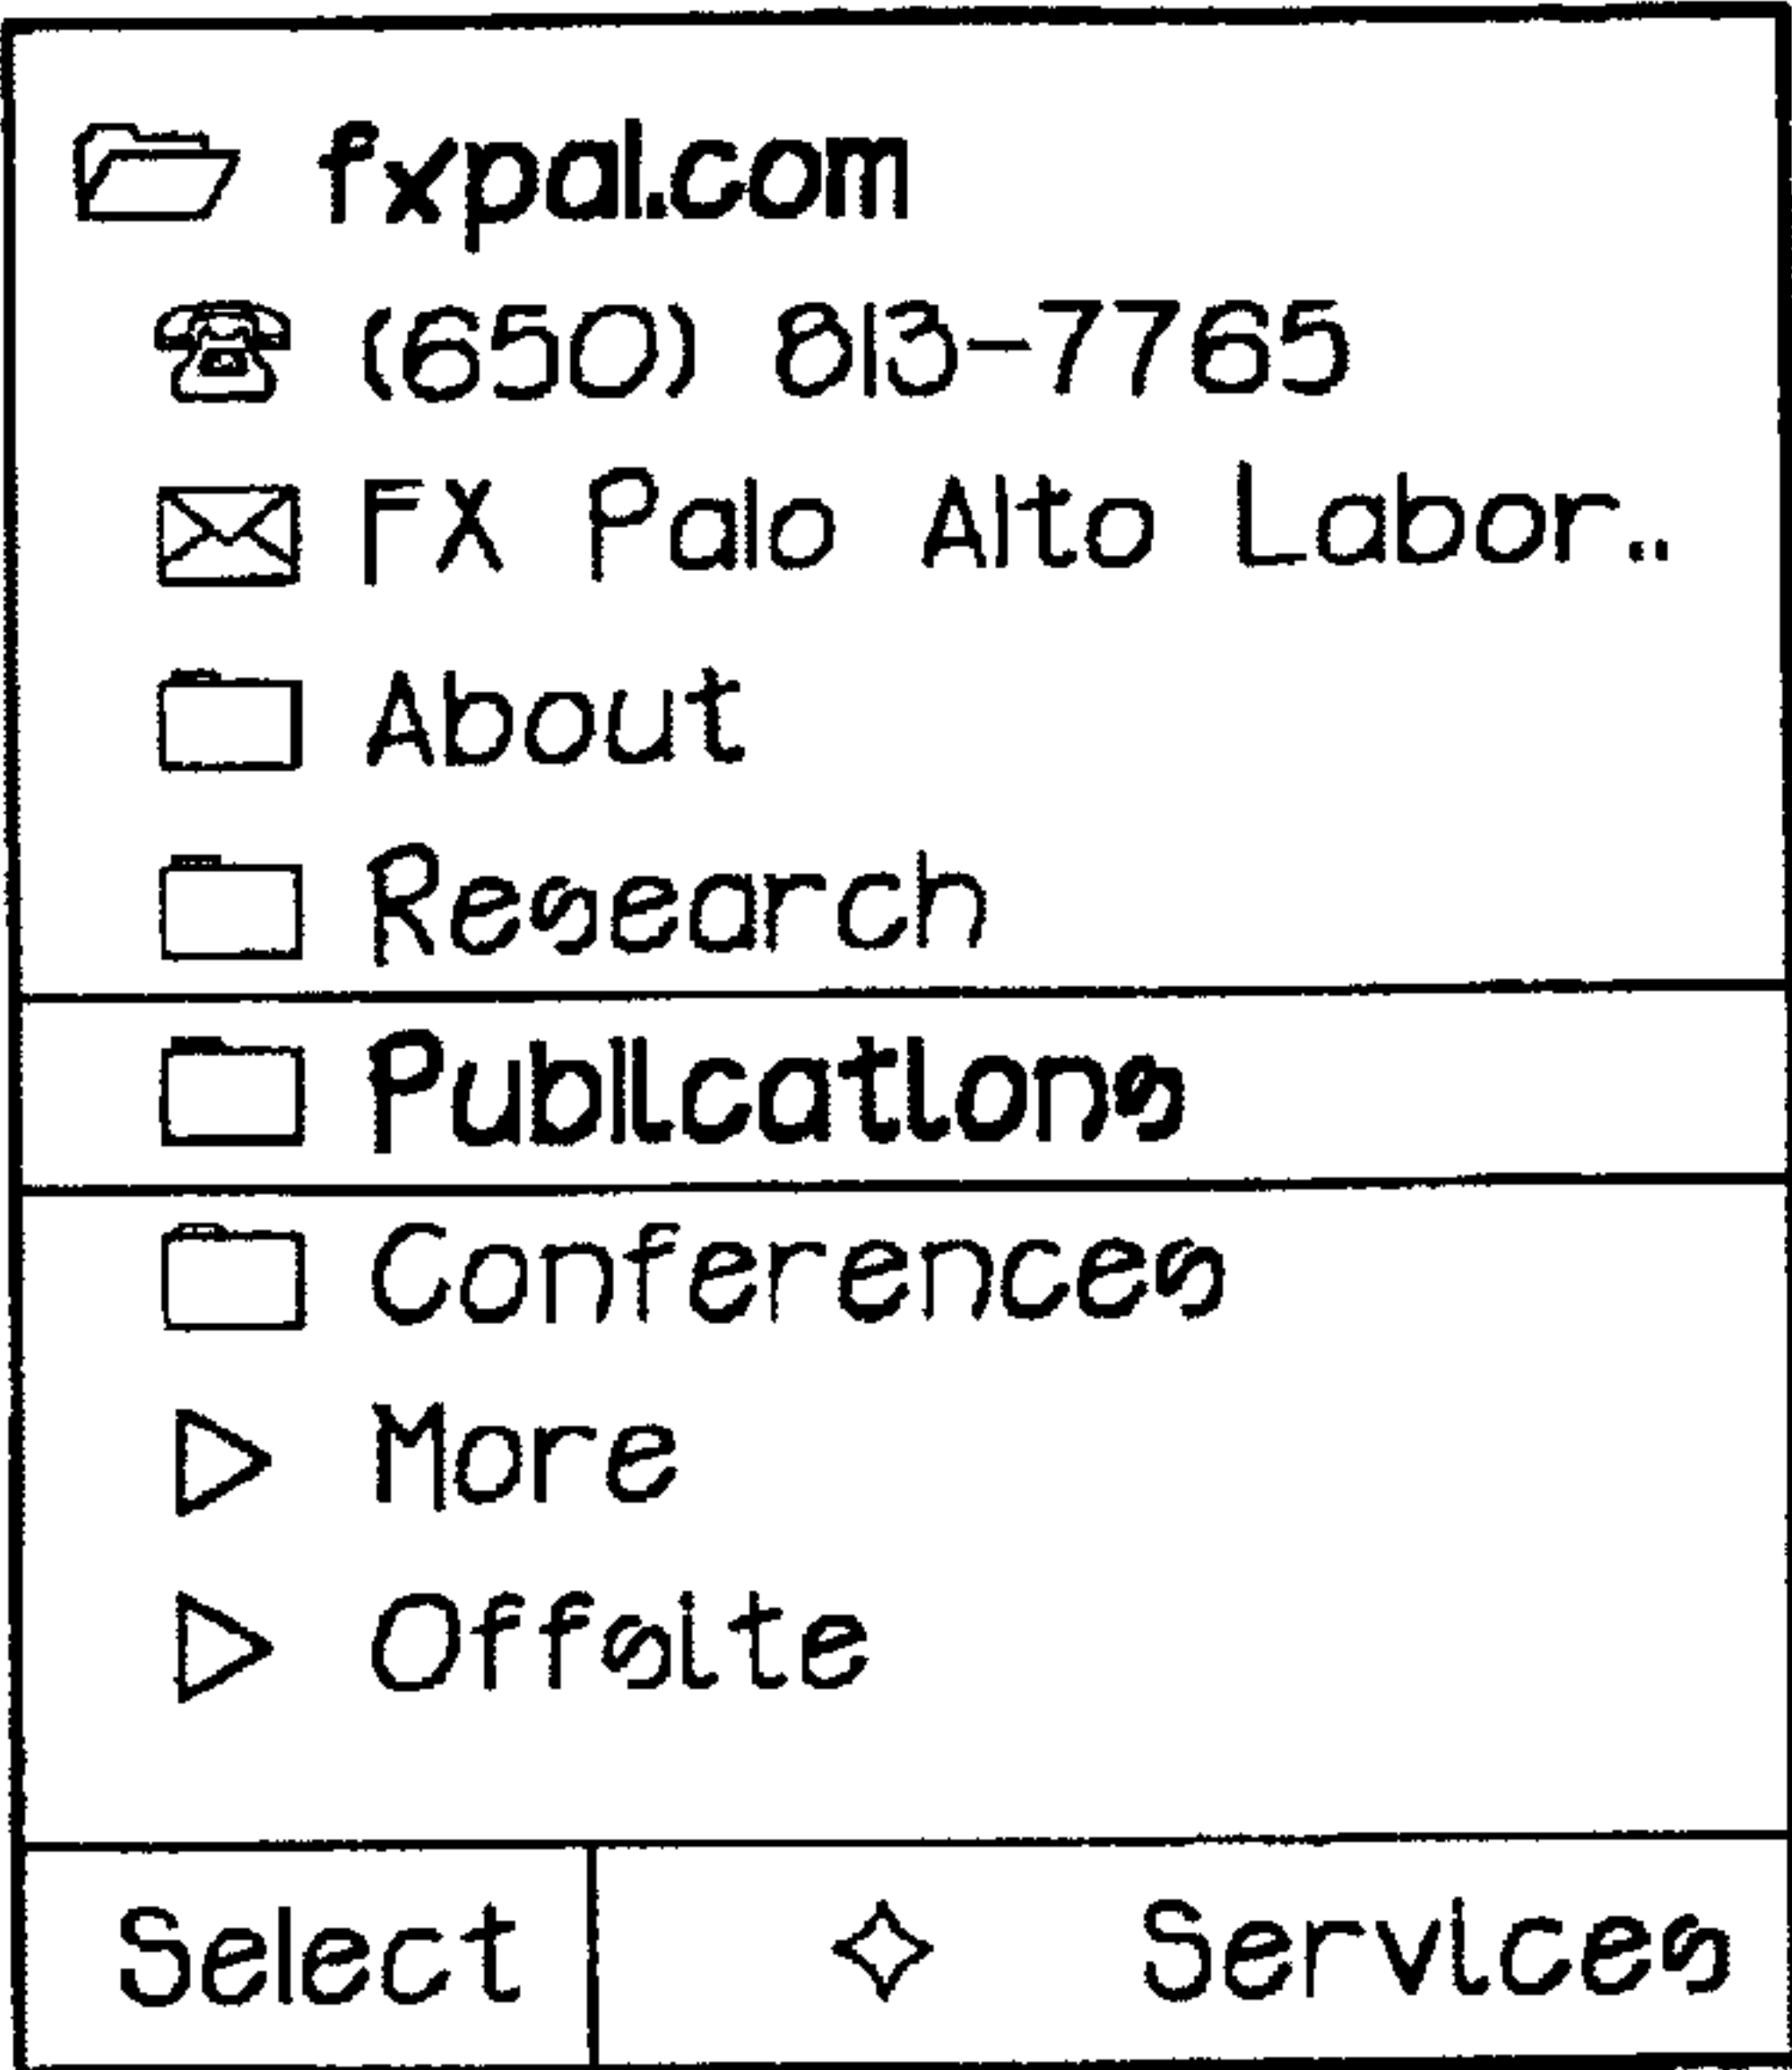 fxpal.com
(650) 813-7765
FX Palo Alto Labor..
About
Research
Publications
Conferences
More
Offsite
Select Services